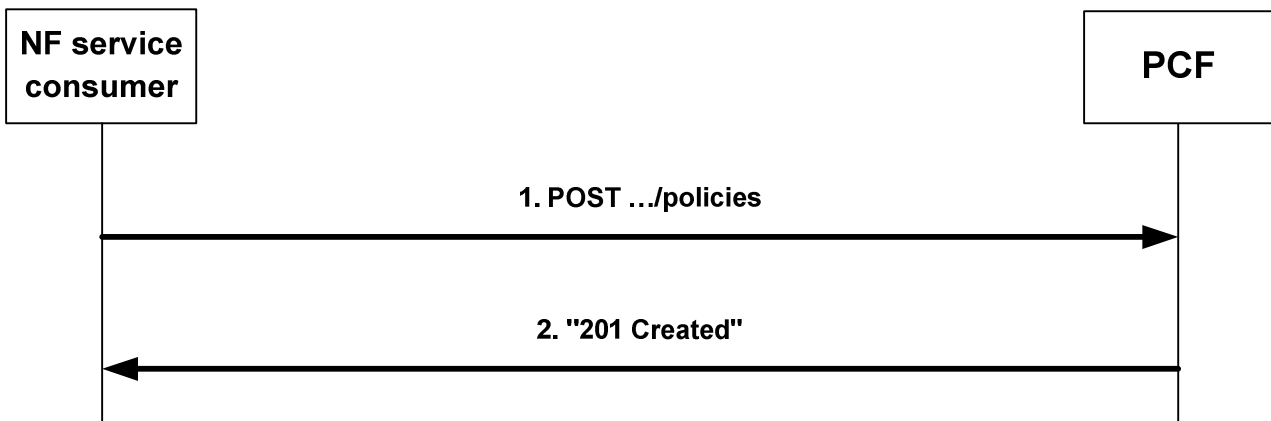 NF service
consumer
PCF
1. POST …/policies
2. "201 Created"